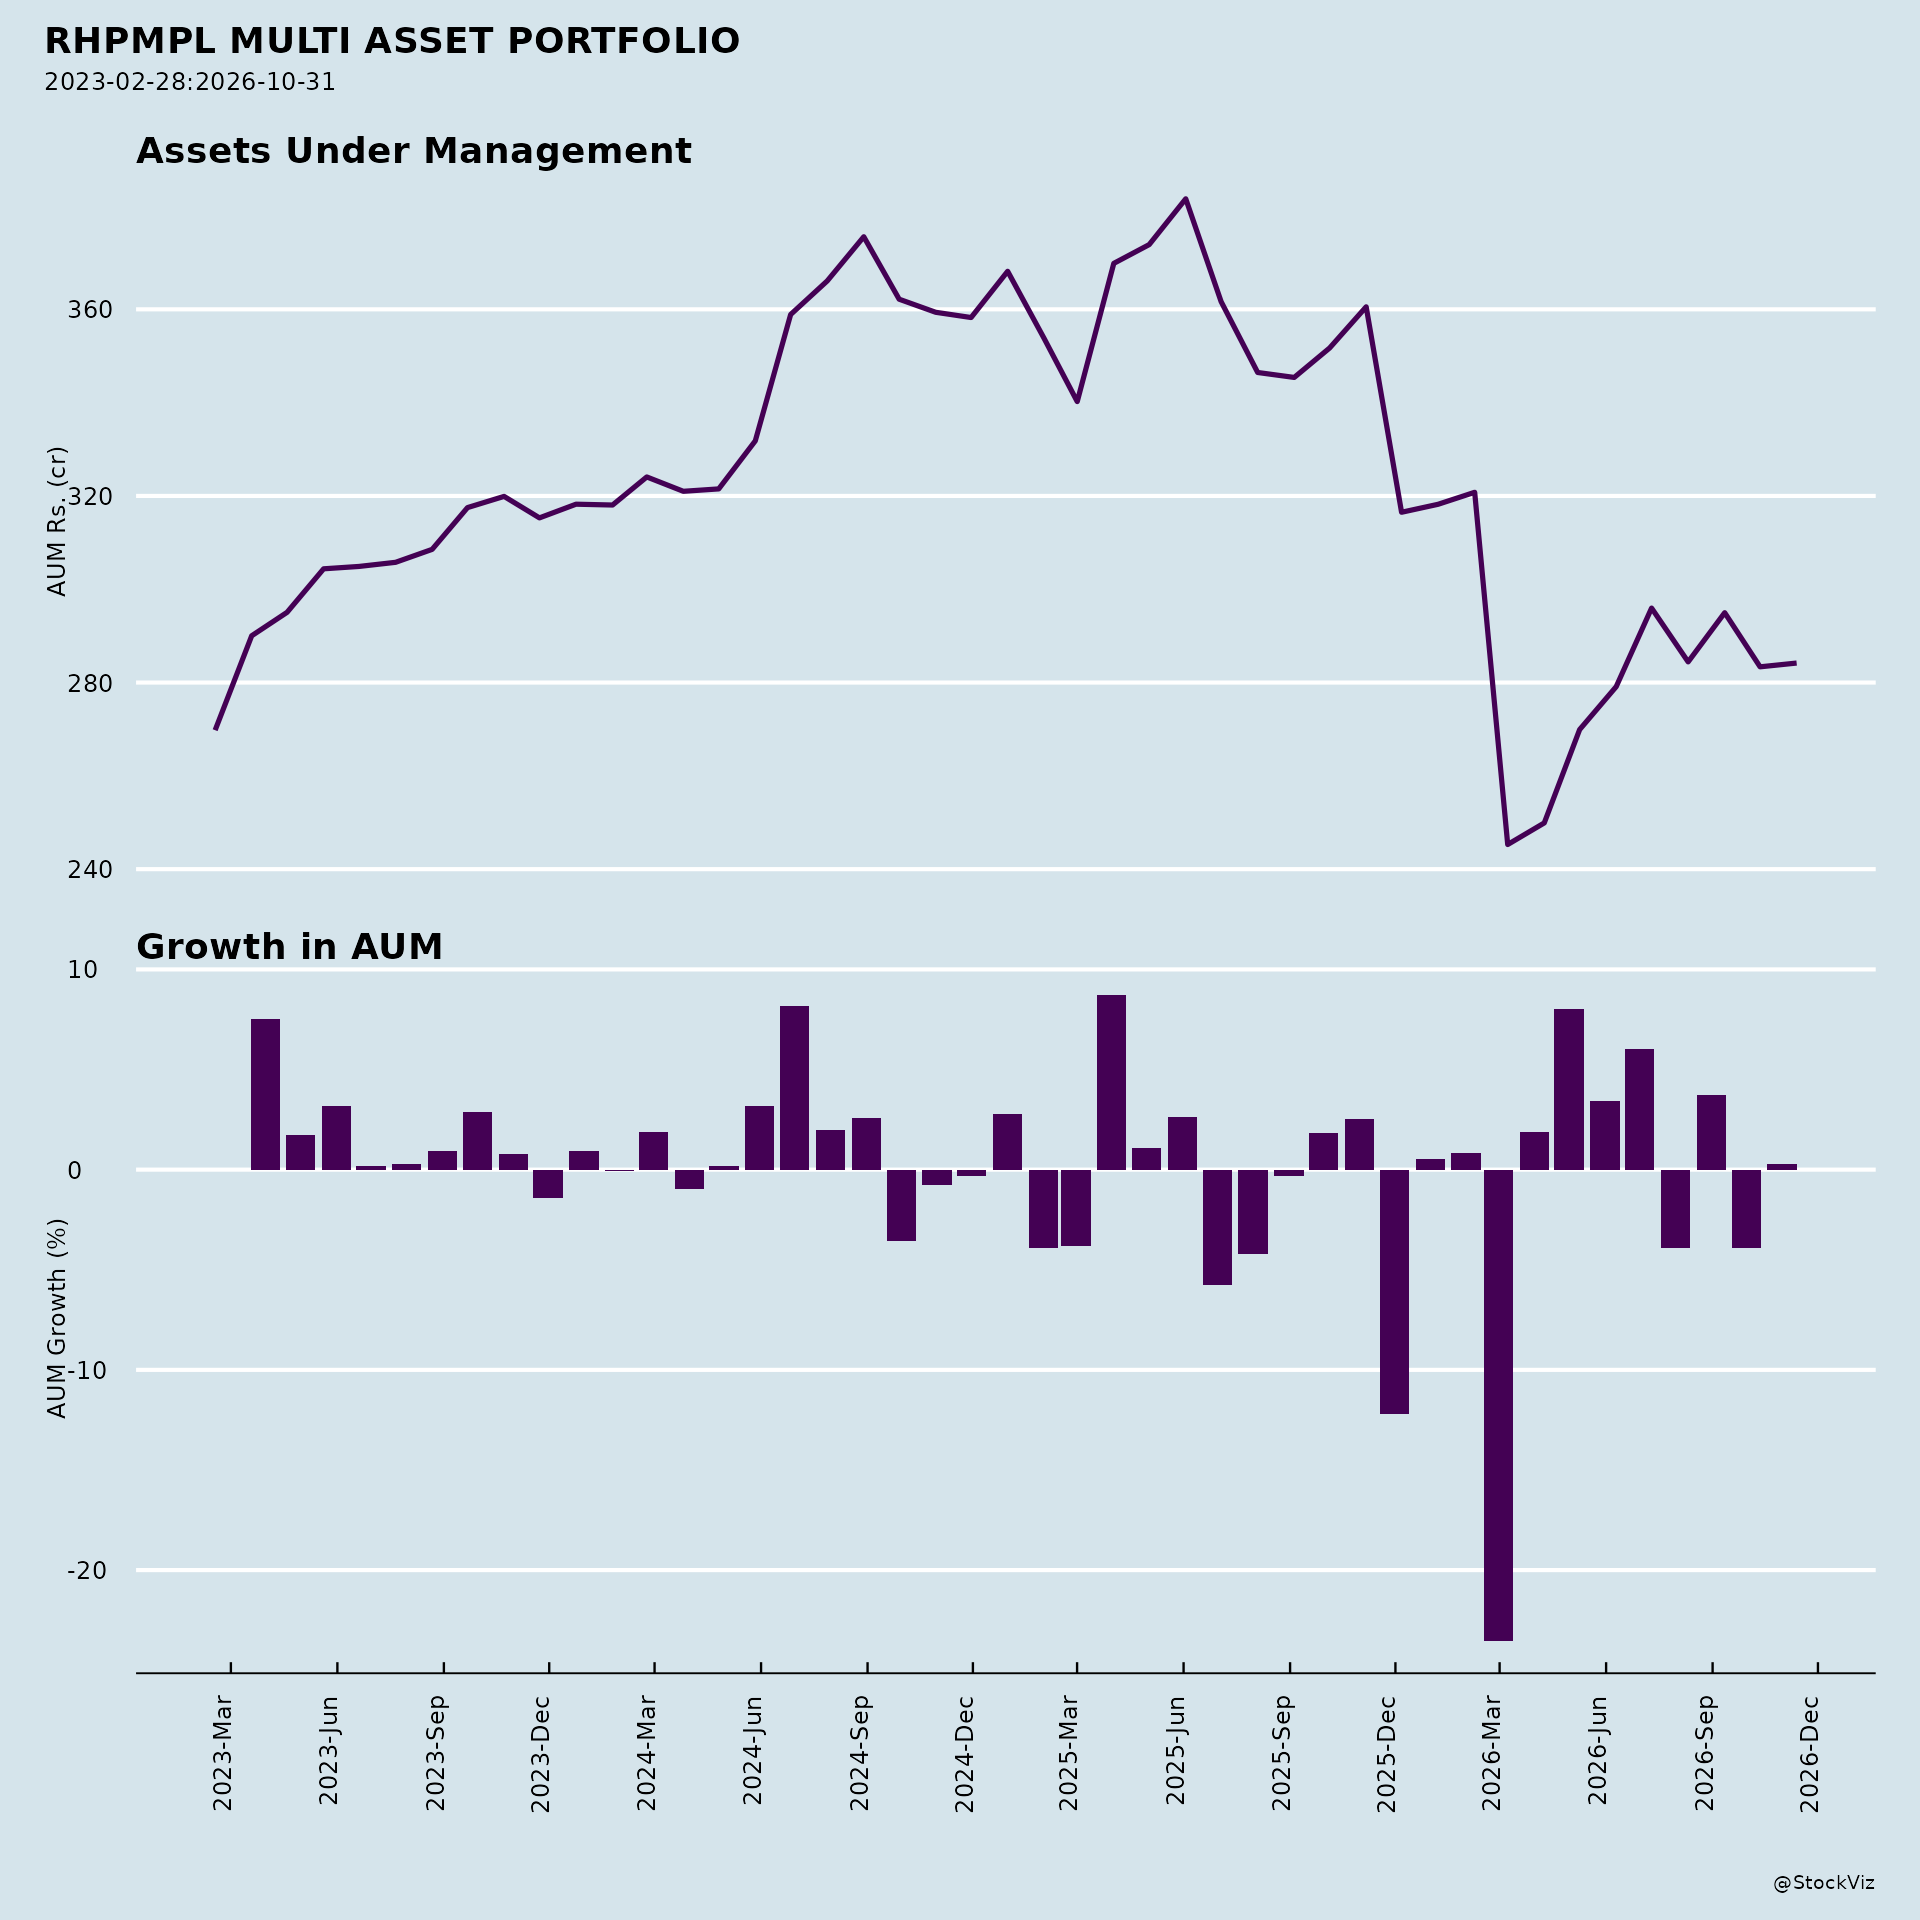 RHPMPL MULTI ASSET PORTFOLIO
2023-02-28:2026-10-31
Assets Under Management
AUM Rs. (cr)
360
320
280
240
Growth in AUM
AUM Growth (%)
10
0
-10
-20
2023-Mar
2023-Jun
2023-Sep
2023-Dec
2024-Mar
2024-Jun
2024-Sep
2024-Dec
2025-Mar
2025-Jun
2025-Sep
2025-Dec
2026-Mar
2026-Jun
2026-Sep
2026-Dec
@StockViz